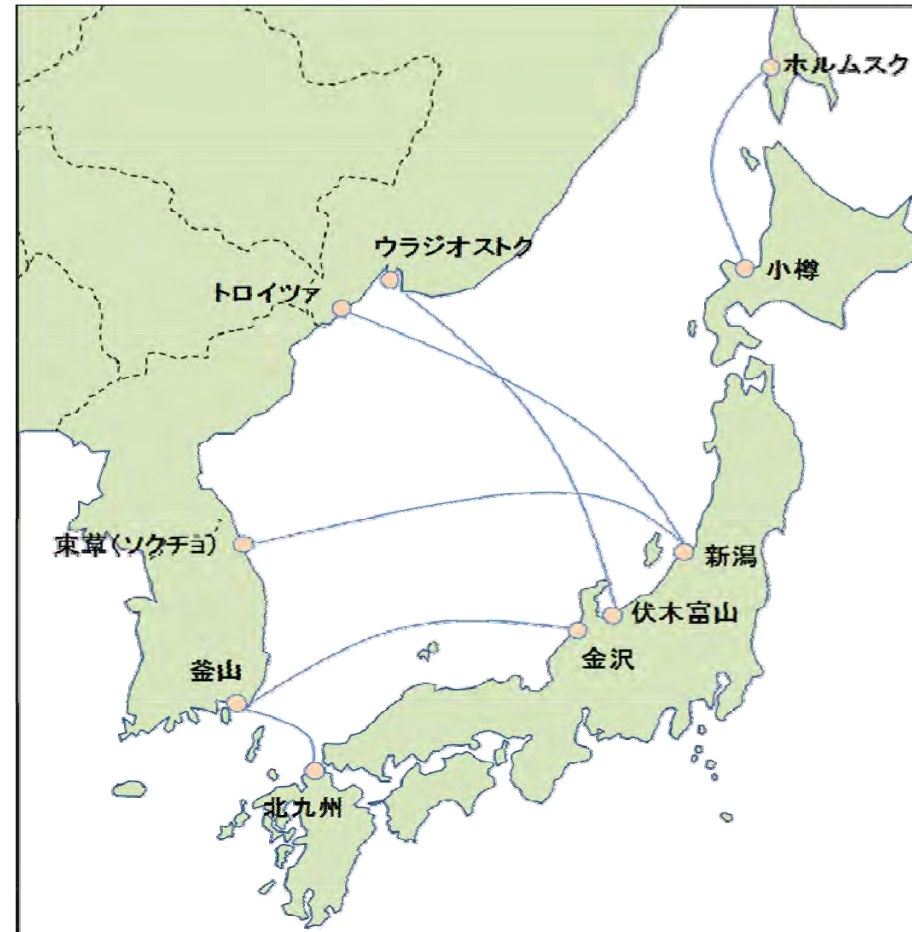 ホルムスク
ウラジオストク
小樽
トロイツァ
束草(ソクチョ)
新潟
伏木富山
金沢
釜山
北九州